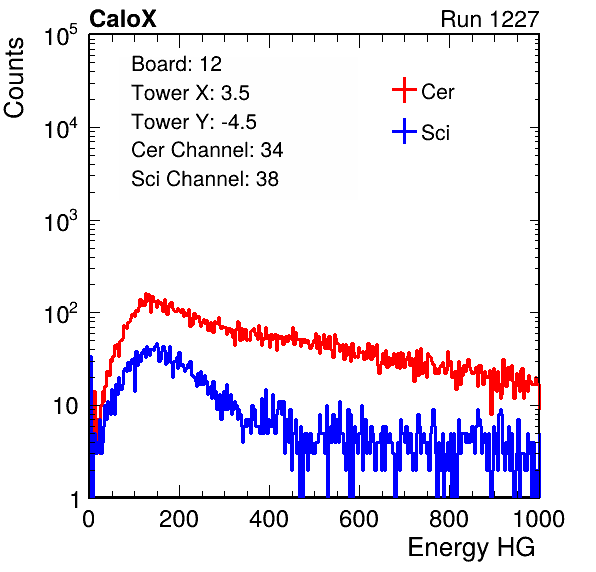 CaloX Run 1227
Counts
10^5
10^4
10^3
10^2
10
1
Board: 12
Tower X: 3.5
Tower Y: -4.5
Cer Channel: 34
Sci Channel: 38
Cer
Sci
0 200 400 600 800 1000
Energy HG